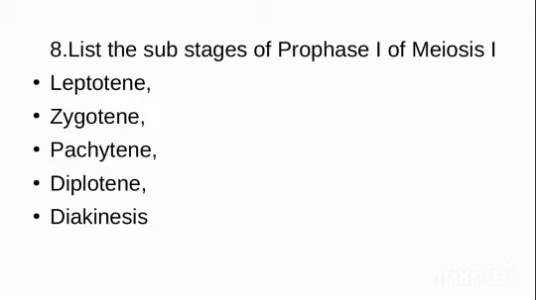 8.List the sub stages of Prophase I of Meiosis I
• Leptotene,
• Zygotene,
• Pachytene,
• Diplotene,
• Diakinesis